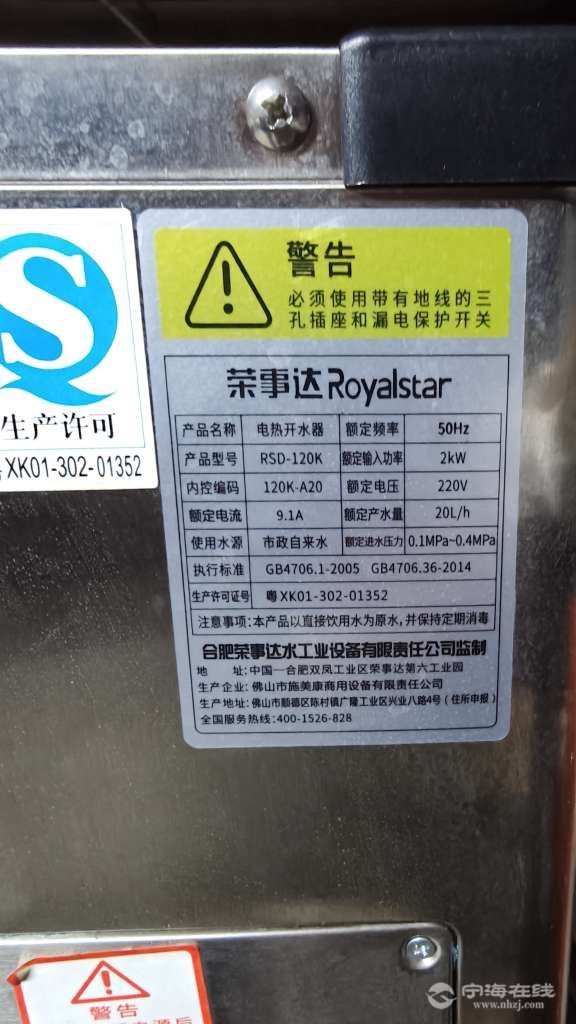 警告
必须使用带有地线的三
孔插座和漏电保护开关
S
生产许可
XK01-302-01352
荣事达Royalstar
产品名称 电热开水器 额定频率 50Hz
产品型号 RSD-120K 额定输入功率 2kW
内控编码 120K-A20 额定电压 220V
额定电流 9.1A 额定产水量 20L/h
使用水源 市政自来水 额定进水压力 0.1MPa~0.4MPa
执行标准 GB4706.1-2005 GB4706.36-2014
生产许可证号 粤XK01-302-01352
注意事项:本产品以直接饮用水为原水,并保持定期消毒
合肥荣事达水工业设备有限责任公司监制
地 址:中国—合肥双凤工业区荣事达第六工业园
生产企业:佛山市施美康商用设备有限责任公司
生产地址:佛山市顺德区陈村镇广隆工业区兴业八路4号(住所申报)
全国服务热线:400-1526-828
警告
宁海在线
www.nhzj.com